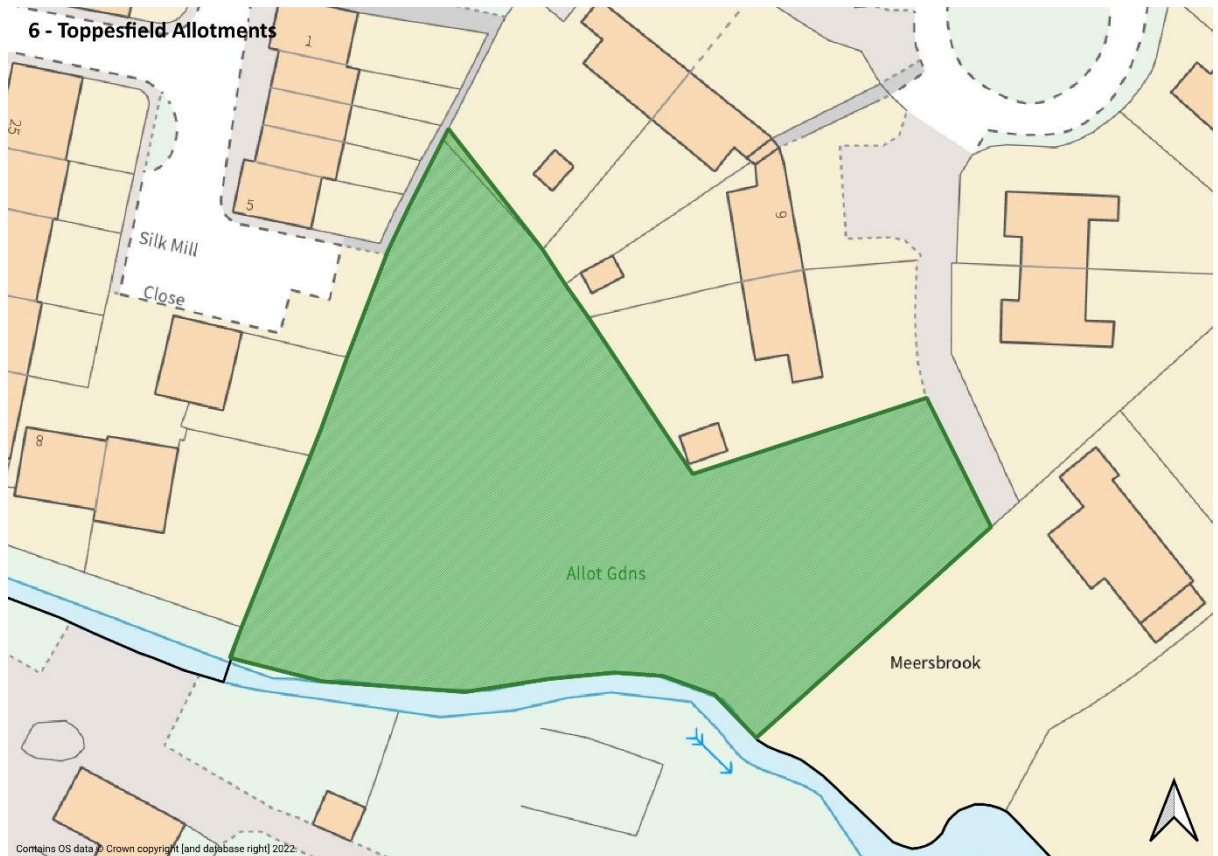 6 - Toppesfield Allotments
1
25
5
9
Silk Mill
Close
8
Allot Gdns
Meersbrook
Contains OS data © Crown copyright [and database right] 2022.